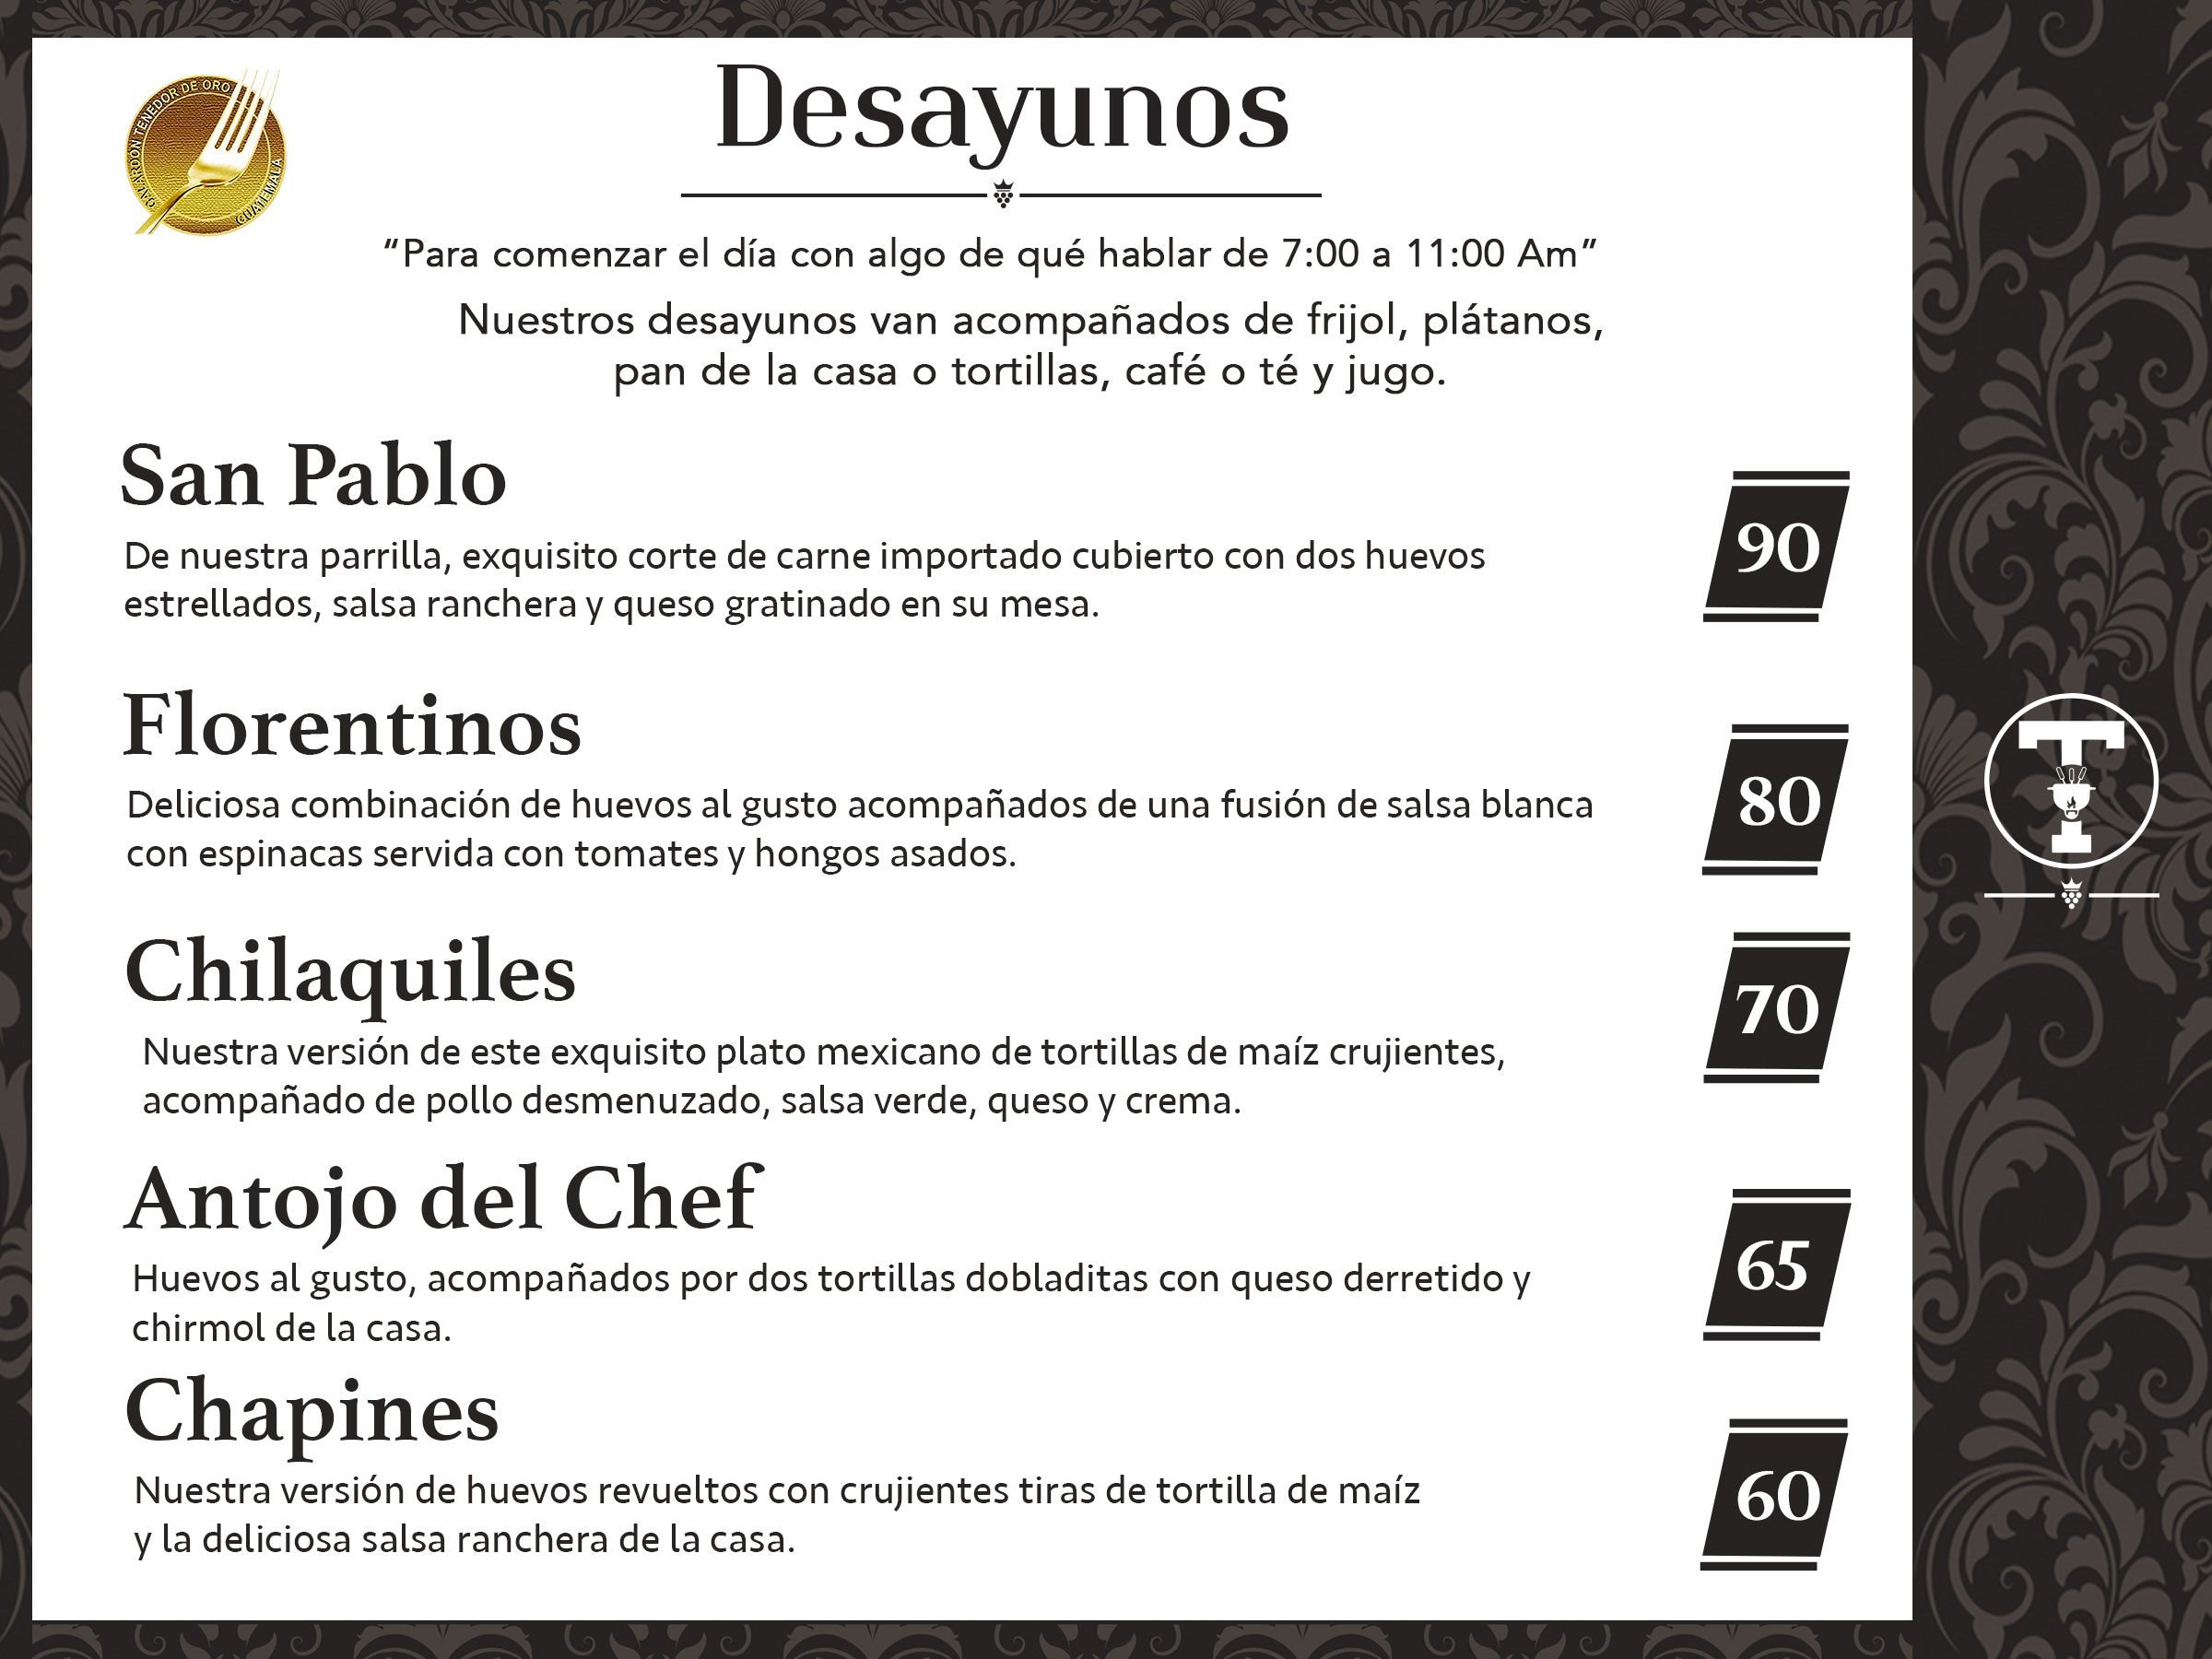 GALARDÓN TENEDOR DE ORO
GUATEMALA
Desayunos
“Para comenzar el día con algo de qué hablar de 7:00 a 11:00 Am”
Nuestros desayunos van acompañados de frijol, plátanos,
pan de la casa o tortillas, café o té y jugo.
San Pablo
90
De nuestra parrilla, exquisito corte de carne importado cubierto con dos huevos
estrellados, salsa ranchera y queso gratinado en su mesa.
Florentinos
80
Deliciosa combinación de huevos al gusto acompañados de una fusión de salsa blanca
con espinacas servida con tomates y hongos asados.
T
Chilaquiles
70
Nuestra versión de este exquisito plato mexicano de tortillas de maíz crujientes,
acompañado de pollo desmenuzado, salsa verde, queso y crema.
Antojo del Chef
65
Huevos al gusto, acompañados por dos tortillas dobladitas con queso derretido y
chirmol de la casa.
Chapines
60
Nuestra versión de huevos revueltos con crujientes tiras de tortilla de maíz
y la deliciosa salsa ranchera de la casa.